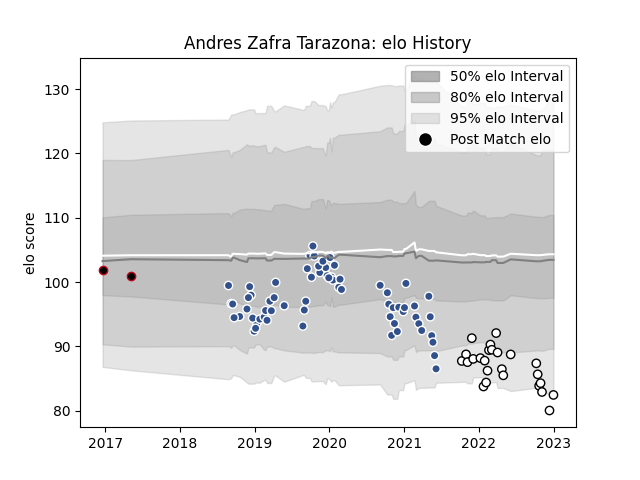 Andres Zafra Tarazona: elo History
50% elo Interval
80% elo Interval
95% elo Interval
Post Match elo
elo score
130
120
110
100
90
80
2017 2018 2019 2020 2021 2022 2023